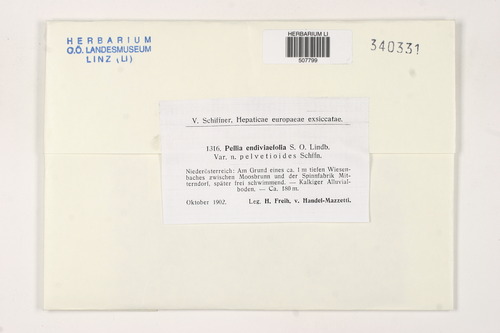 HERBARIUM
O.Ö. LANDESMUSEUM
LINZ (LI)
HERBARIUM LI
507799
340331
V. Schiffner, Hepaticae europaeae exsiccatae.
1316. Pellia endiviaefolia S. O. Lindb.
Var. n. pelvetioides Schffn.
Niederösterreich: Am Grund eines ca. 1 m tiefen Wiesen-
baches zwischen Moosbrunn und der Spinnfabrik Mit-
terndorf, später frei schwimmend. — Kalkiger Alluvial-
boden. — Ca. 180 m.
Oktober 1902. Leg. H. Freih. v. Handel-Mazzetti.